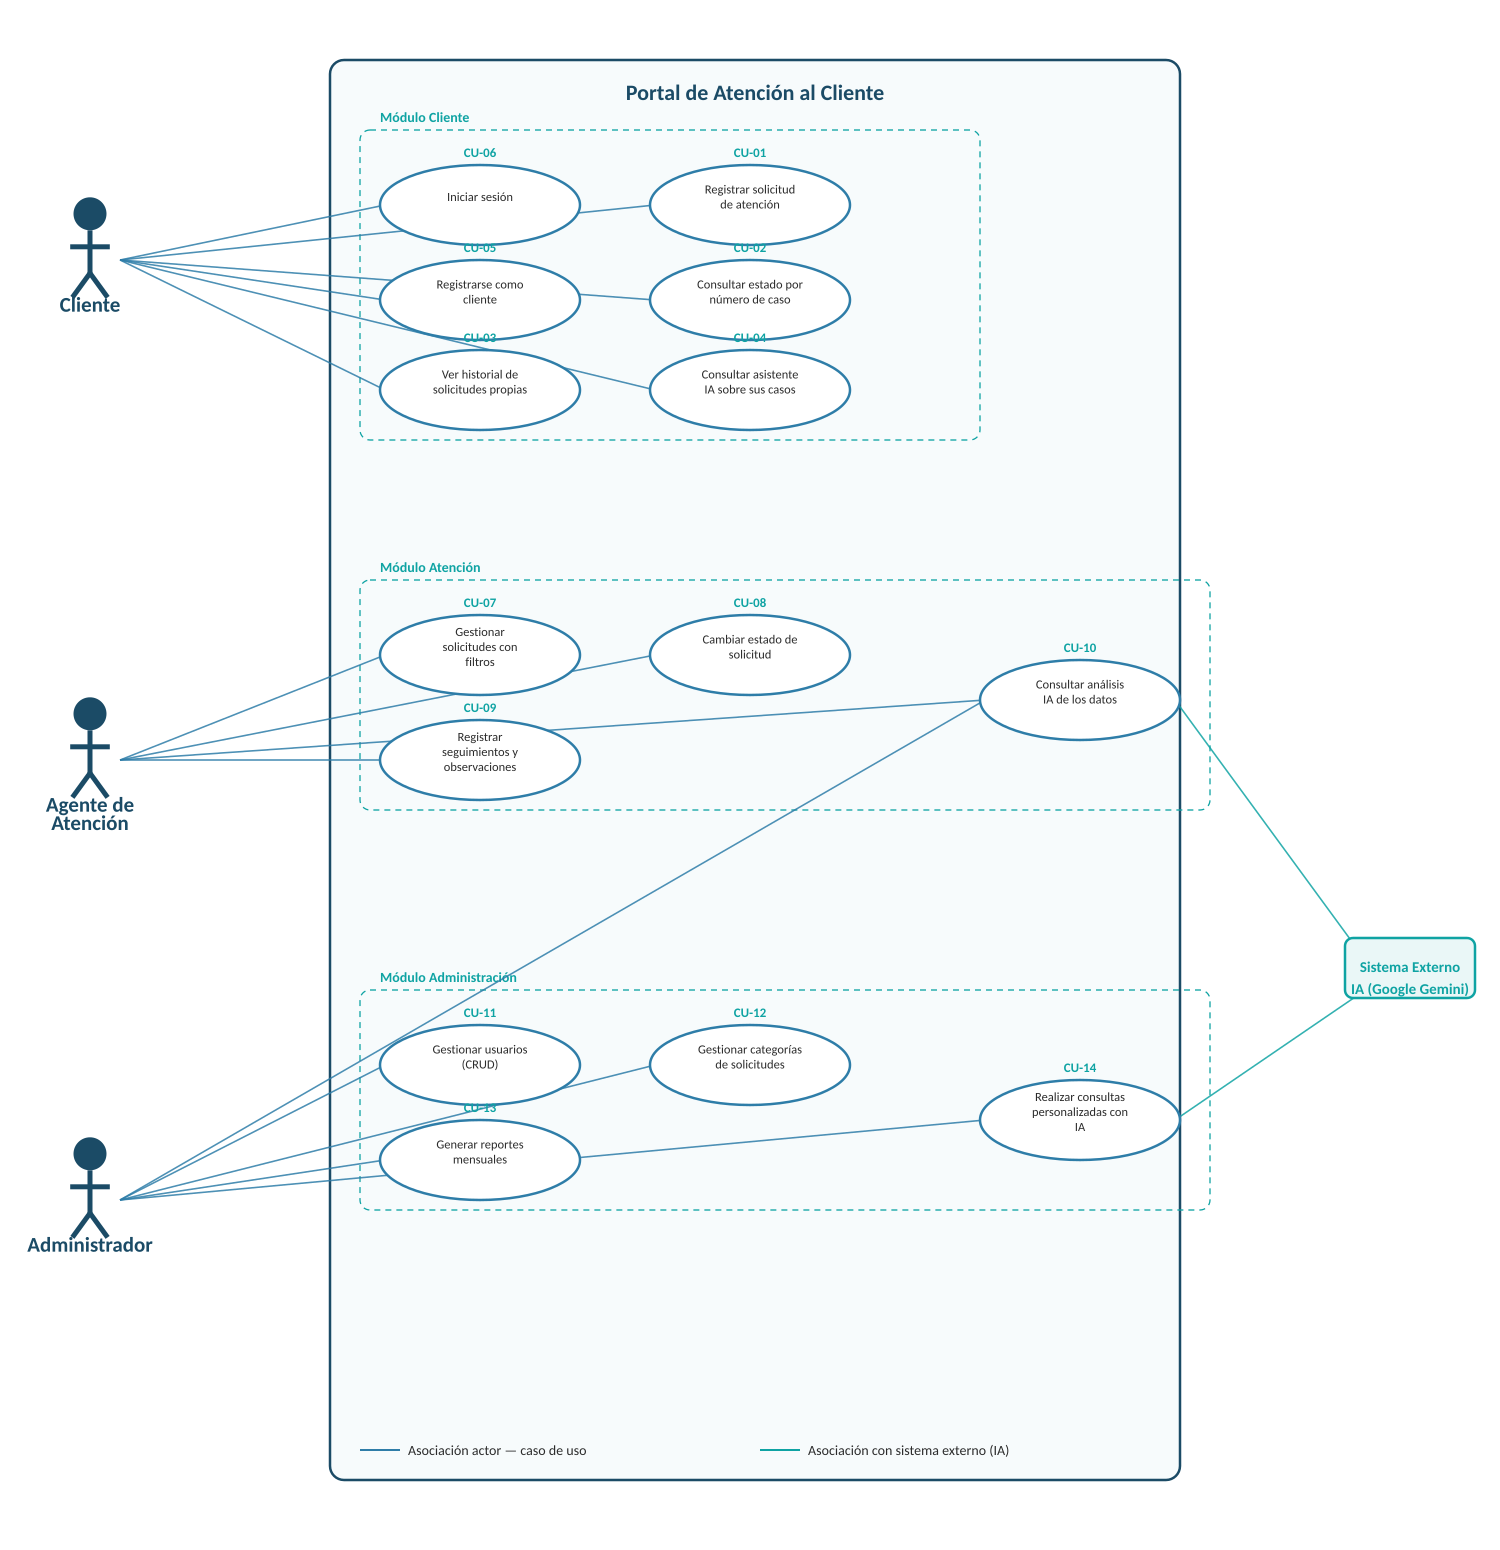 Portal de Atención al Cliente
Módulo Cliente
CU-06
Iniciar sesión
CU-01
Registrar solicitud
de atención
CU-05
Registrarse como
cliente
CU-02
Consultar estado por
número de caso
CU-03
Ver historial de
solicitudes propias
CU-04
Consultar asistente
IA sobre sus casos
Cliente
Módulo Atención
CU-07
Gestionar
solicitudes con
filtros
CU-08
Cambiar estado de
solicitud
CU-10
Consultar análisis
IA de los datos
CU-09
Registrar
seguimientos y
observaciones
Agente de
Atención
Sistema Externo
IA (Google Gemini)
Módulo Administración
CU-11
Gestionar usuarios
(CRUD)
CU-12
Gestionar categorías
de solicitudes
CU-14
Realizar consultas
personalizadas con
IA
CU-13
Generar reportes
mensuales
Administrador
Asociación actor — caso de uso
Asociación con sistema externo (IA)